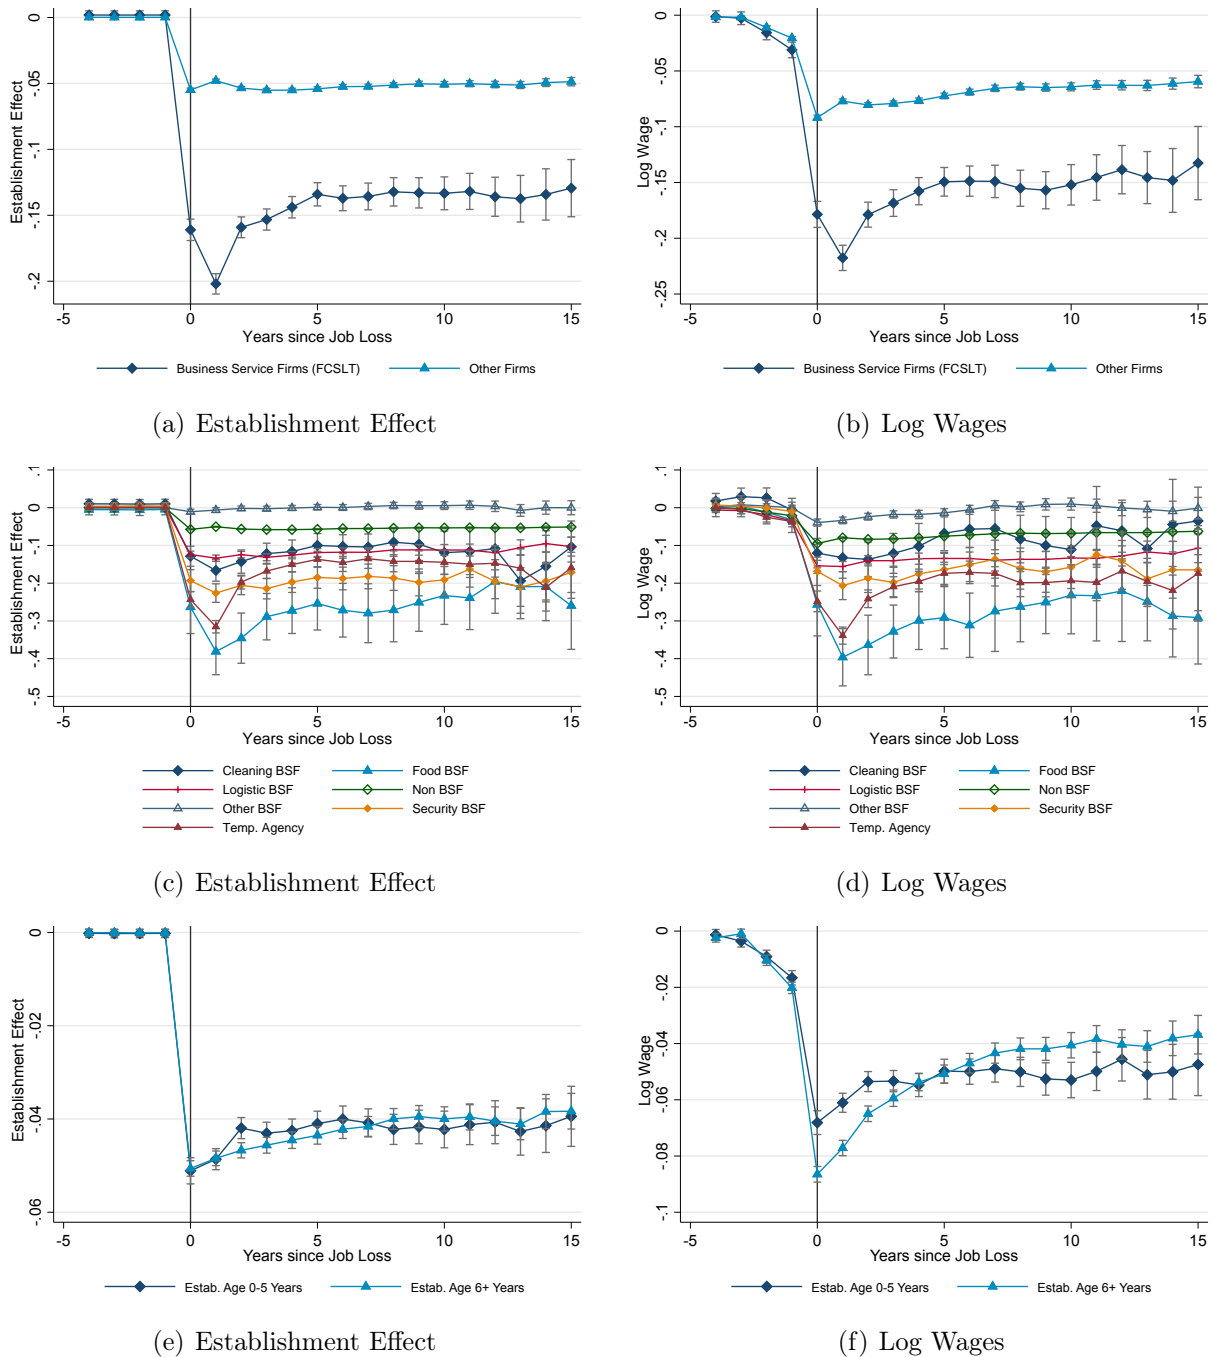 Establishment Effect
0
-.05
-.1
-.15
-.2
-5 0 5 10 15
Years since Job Loss
Business Service Firms (FCSLT) Other Firms
(a) Establishment Effect
Log Wage
0
-.05
-.1
-.15
-.2
-.25
-5 0 5 10 15
Years since Job Loss
Business Service Firms (FCSLT) Other Firms
(b) Log Wages
Establishment Effect
.1
0
-.1
-.2
-.3
-.4
-.5
-5 0 5 10 15
Years since Job Loss
Cleaning BSF Food BSF
Logistic BSF Non BSF
Other BSF Security BSF
Temp. Agency
(c) Establishment Effect
Log Wage
.1
0
-.1
-.2
-.3
-.4
-.5
-5 0 5 10 15
Years since Job Loss
Cleaning BSF Food BSF
Logistic BSF Non BSF
Other BSF Security BSF
Temp. Agency
(d) Log Wages
Establishment Effect
0
-.02
-.04
-.06
-5 0 5 10 15
Years since Job Loss
Estab. Age 0-5 Years Estab. Age 6+ Years
(e) Establishment Effect
Log Wage
0
-.02
-.04
-.06
-.08
-.1
-5 0 5 10 15
Years since Job Loss
Estab. Age 0-5 Years Estab. Age 6+ Years
(f) Log Wages